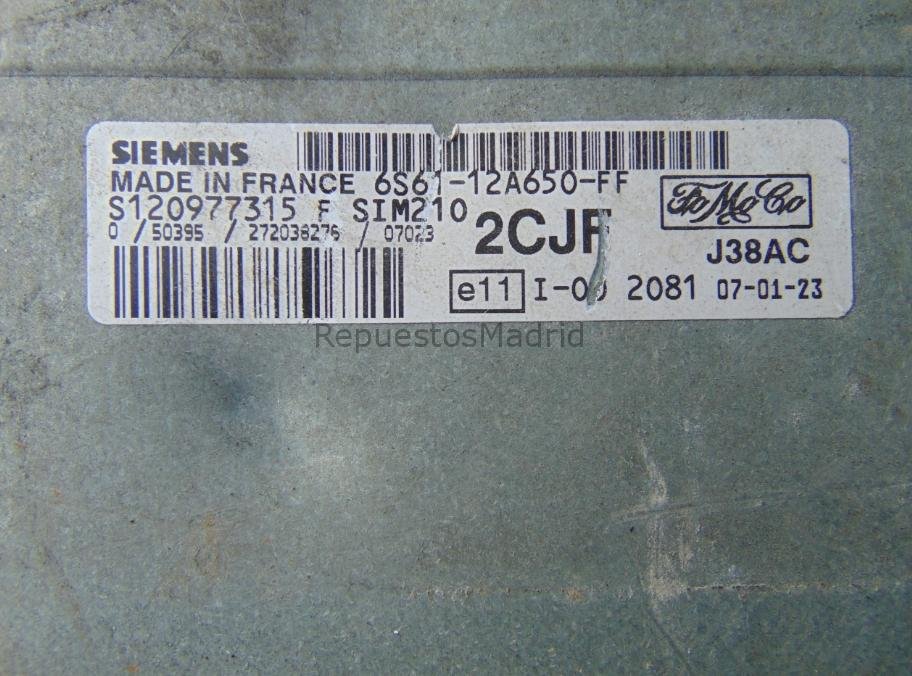 SIEMENS
MADE IN FRANCE 6S61-12A650-FF
S120977315 F SIM210
0 / 50395 / 272038276 / 07023
2CJF
FoMoCo
J38AC
e11 I-00 2081 07-01-23
RepuestosMadrid